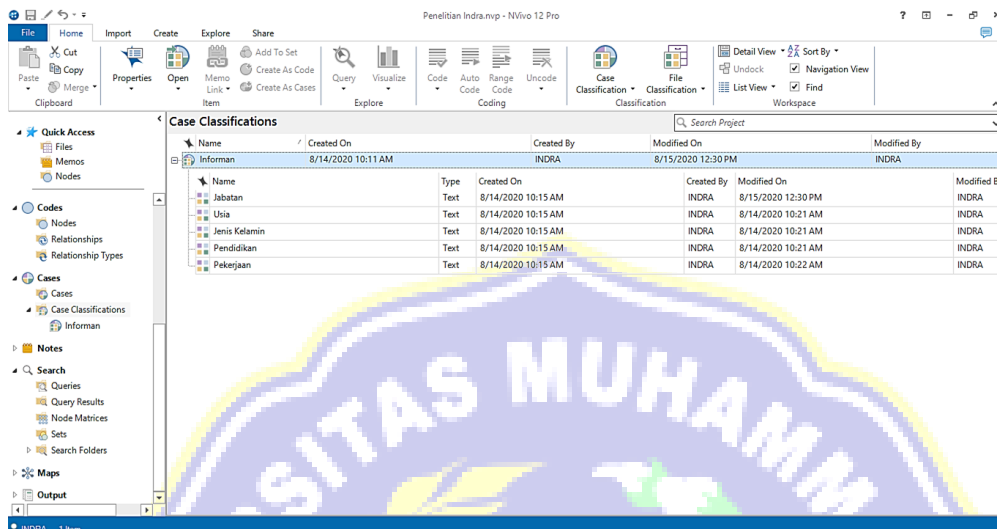 Penelitian Indra.nvp - NVivo 12 Pro
File Home Import Create Explore Share
Paste
Cut
Copy
Merge
Clipboard
Properties
Open
Memo Link
Add To Set
Create As Code
Create As Cases
Item
Query
Visualize
Explore
Code
Auto Code
Range Code
Uncode
Coding
Case Classification
File Classification
Classification
Detail View
Sort By
Undock
Navigation View
List View
Find
Workspace
Quick Access
Files
Memos
Nodes
Codes
Nodes
Relationships
Relationship Types
Cases
Cases
Case Classifications
Informan
Notes
Search
Queries
Query Results
Node Matrices
Sets
Search Folders
Maps
Output
Case Classifications
Search Project
Name Created On Created By Modified On Modified By
Informan 8/14/2020 10:11 AM INDRA 8/15/2020 12:30 PM INDRA
Name Type Created On Created By Modified On Modified B
Jabatan Text 8/14/2020 10:15 AM INDRA 8/15/2020 12:30 PM INDRA
Usia Text 8/14/2020 10:15 AM INDRA 8/14/2020 10:21 AM INDRA
Jenis Kelamin Text 8/14/2020 10:15 AM INDRA 8/14/2020 10:21 AM INDRA
Pendidikan Text 8/14/2020 10:15 AM INDRA 8/14/2020 10:21 AM INDRA
Pekerjaan Text 8/14/2020 10:15 AM INDRA 8/14/2020 10:22 AM INDRA
SITAS MUHAMM
INDRA 1 Item